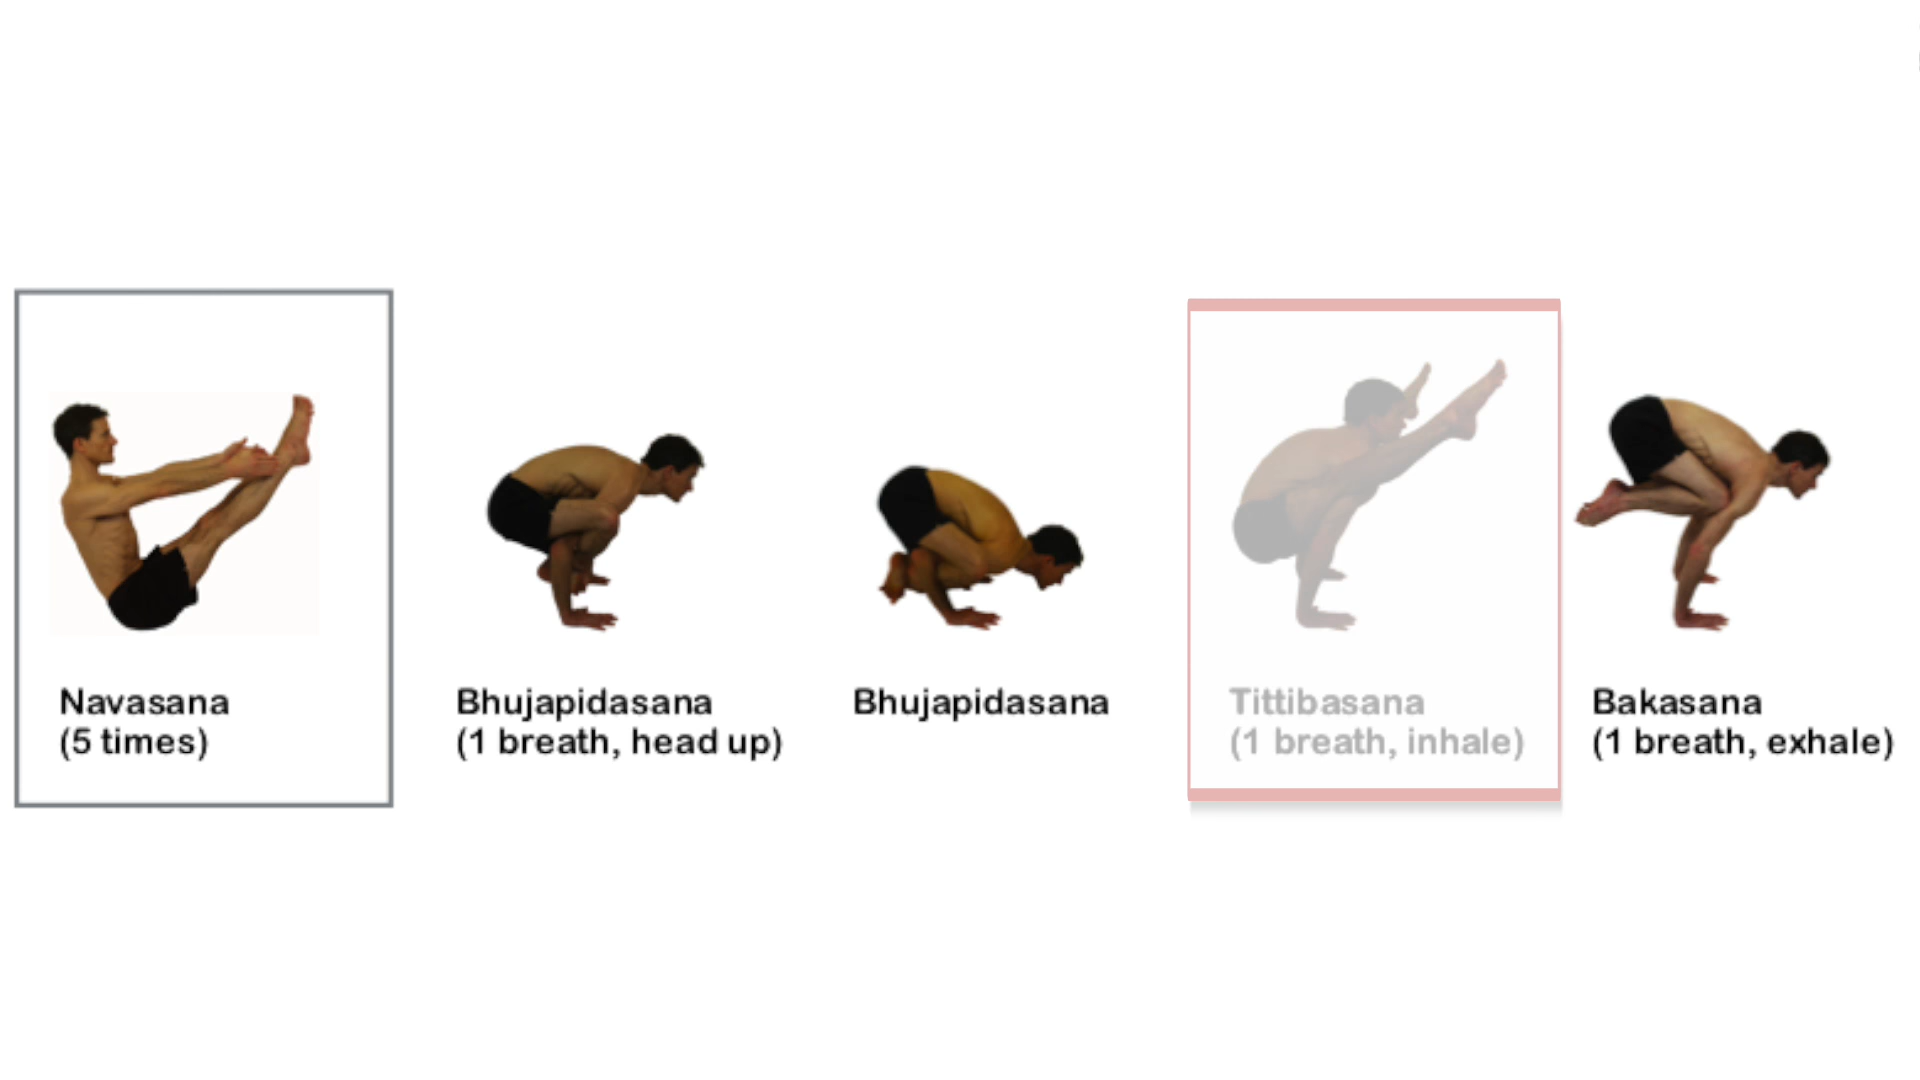 Navasana
(5 times)
Bhujapidasana
(1 breath, head up)
Bhujapidasana
Tittibasana
(1 breath, inhale)
Bakasana
(1 breath, exhale)